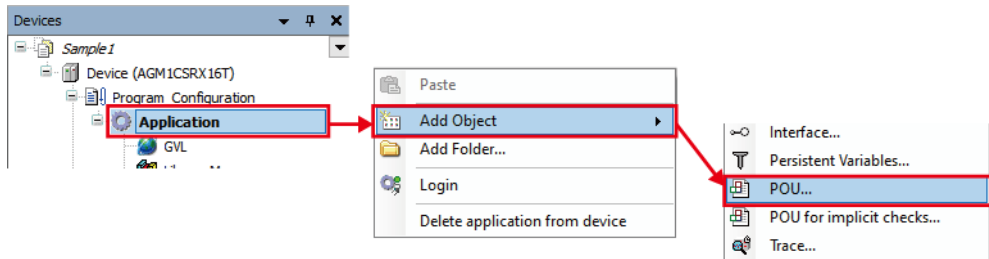 Devices
Sample1
Device (AGM1CSRX16T)
Program_Configuration
Application
GVL
Paste
Add Object
Add Folder...
Login
Delete application from device
Interface...
Persistent Variables...
POU...
POU for implicit checks...
Trace...